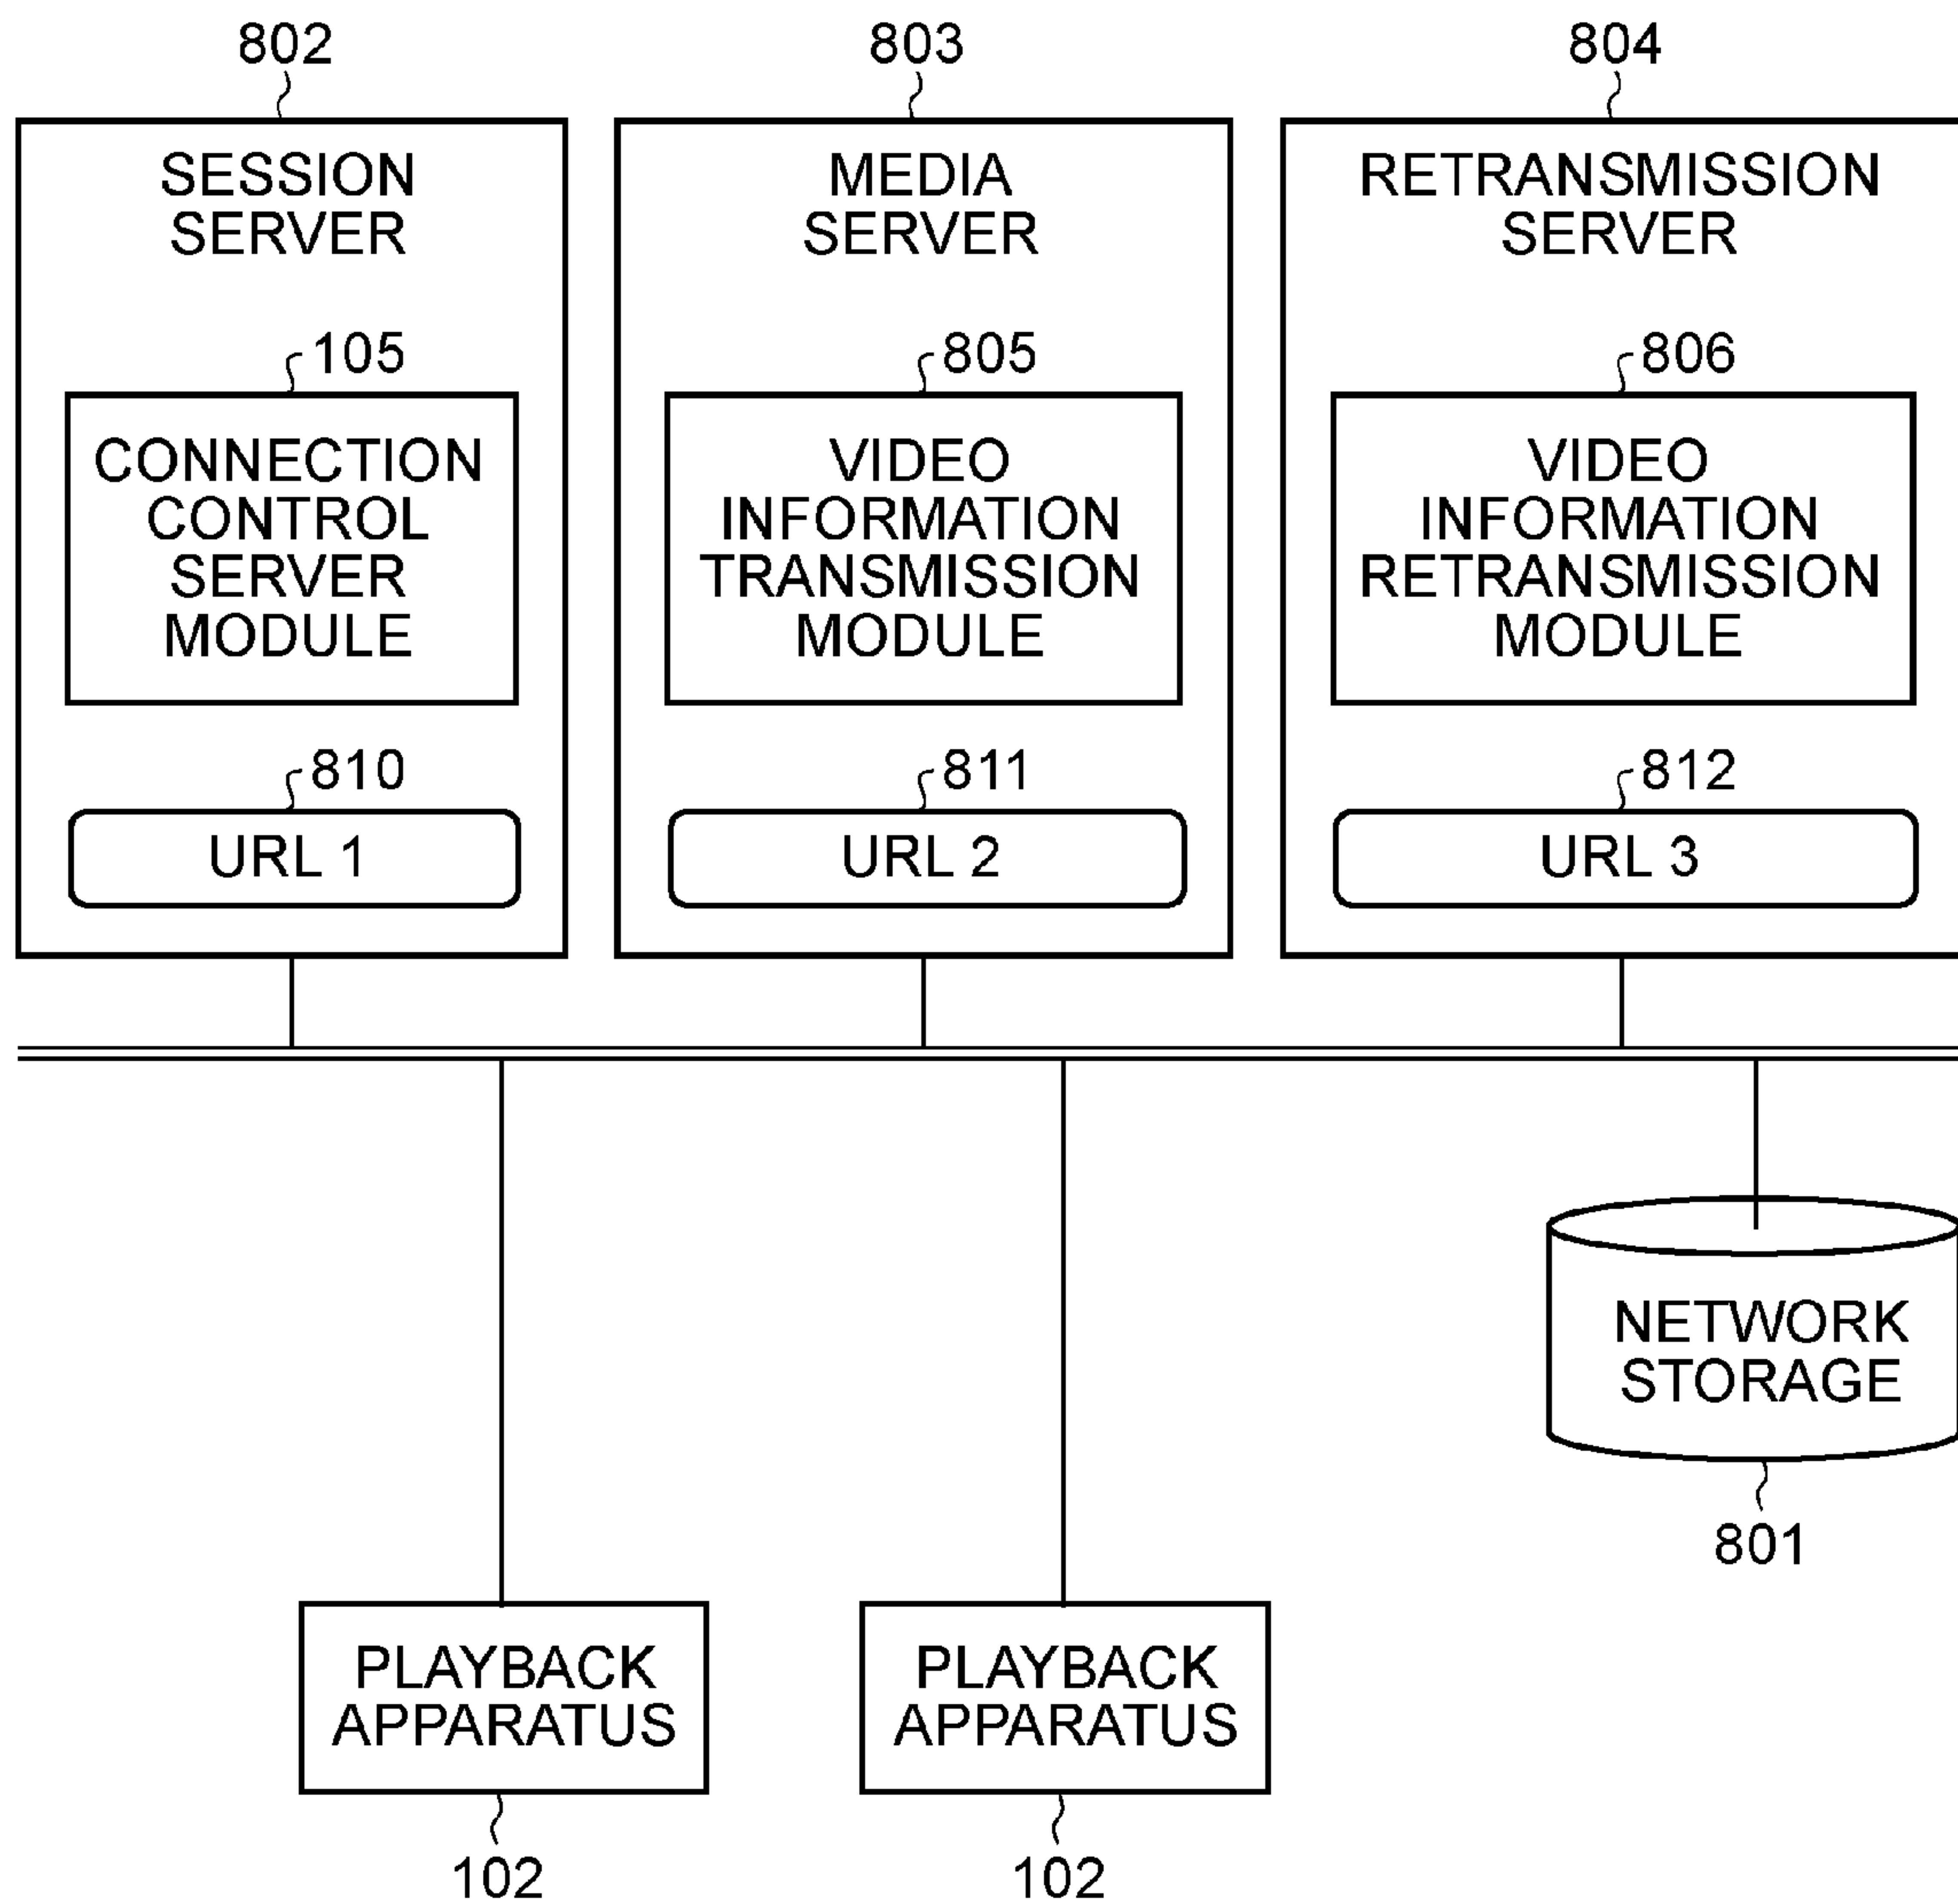 802
803
804
SESSION
SERVER
MEDIA
SERVER
RETRANSMISSION
SERVER
105
805
806
CONNECTION
CONTROL
SERVER
MODULE
VIDEO
INFORMATION
TRANSMISSION
MODULE
VIDEO
INFORMATION
RETRANSMISSION
MODULE
810
811
812
URL 1
URL 2
URL 3
NETWORK
STORAGE
801
PLAYBACK
APPARATUS
PLAYBACK
APPARATUS
102
102